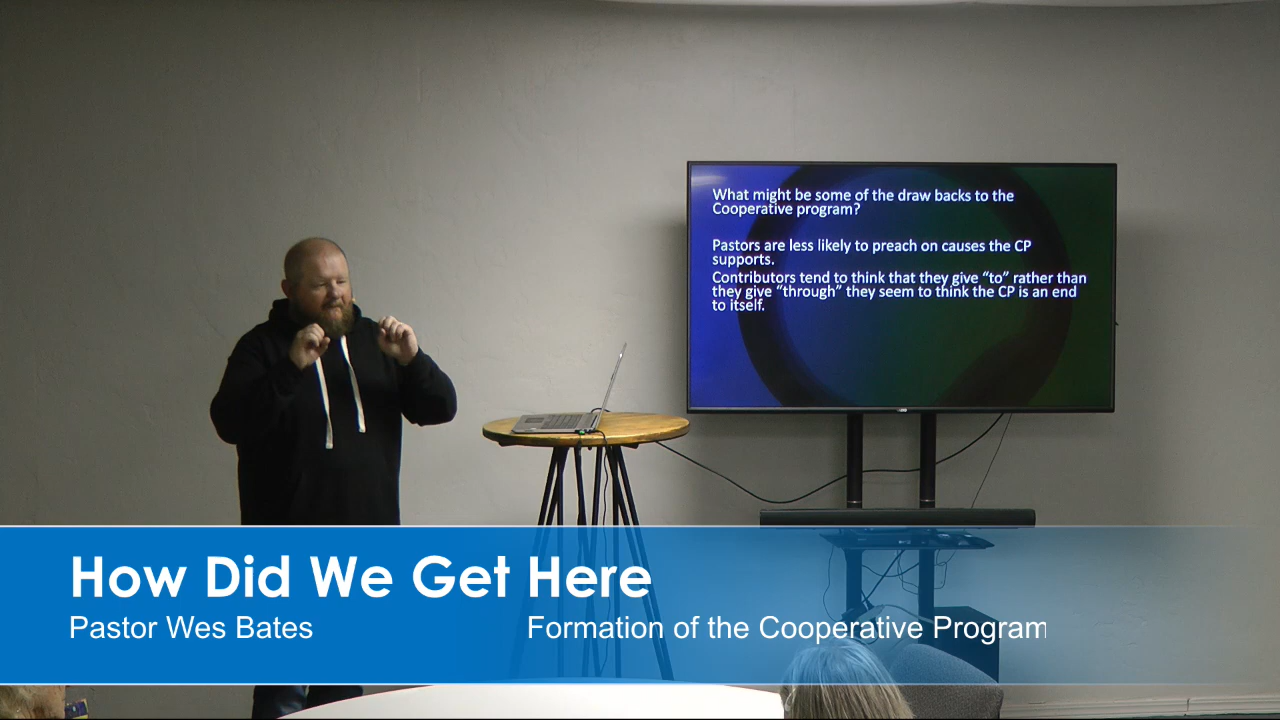 What might be some of the draw backs to the
Cooperative program?
Pastors are less likely to preach on causes the CP
supports.
Contributors tend to think that they give “to” rather than
they give “through” they seem to think the CP is an end
to itself.
How Did We Get Here
Pastor Wes Bates
Formation of the Cooperative Program